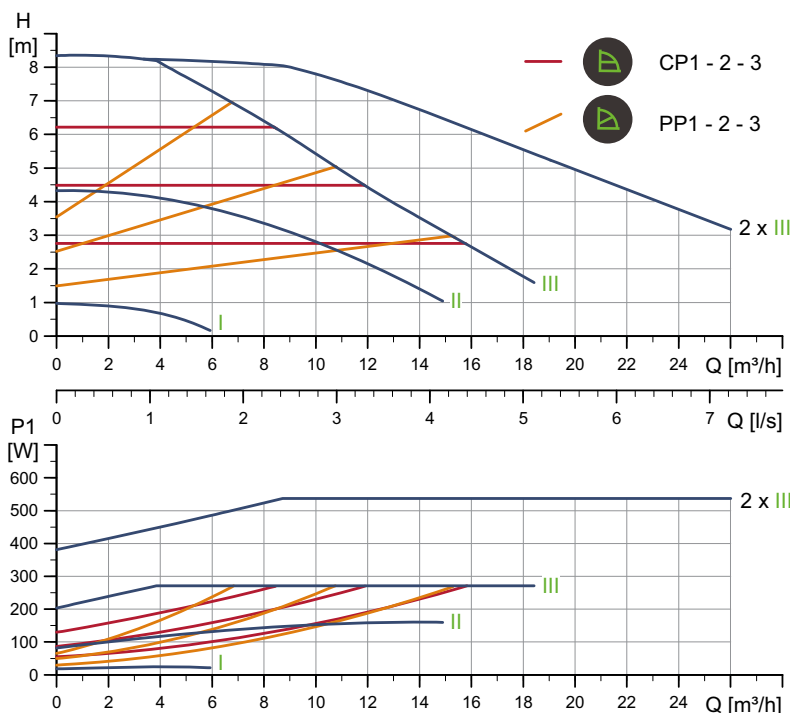 H
[m]
8
7
6
5
4
3
2
1
0
CP1 - 2 - 3
PP1 - 2 - 3
2 x III
III
II
I
0 2 4 6 8 10 12 14 16 18 20 22 24 Q [m³/h]
0 1 2 3 4 5 6 7 Q [l/s]
P1
[W]
600
500
400
300
200
100
0
2 x III
III
II
I
0 2 4 6 8 10 12 14 16 18 20 22 24 Q [m³/h]